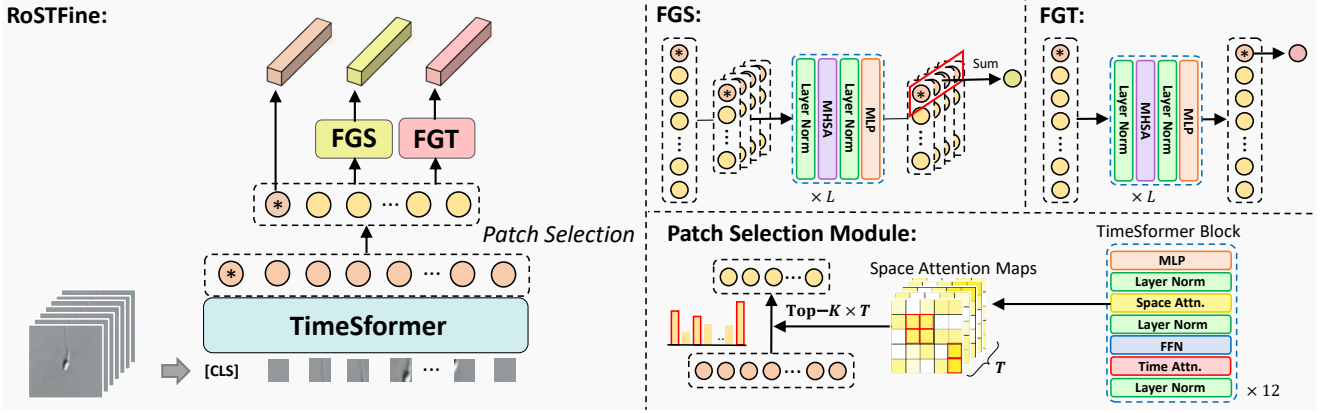 RoSTFine:
FGS
FGT
* ...
Patch Selection
* ...
TimeSformer
[CLS] ...
FGS:
*
*
Layer Norm
MHSA
Layer Norm
MLP
× L
*
Sum
FGT:
*
Layer Norm
MHSA
Layer Norm
MLP
× L
*
Patch Selection Module:
...
Top−K × T
Space Attention Maps
T
TimeSformer Block
MLP
Layer Norm
Space Attn.
Layer Norm
FFN
Time Attn.
Layer Norm
× 12